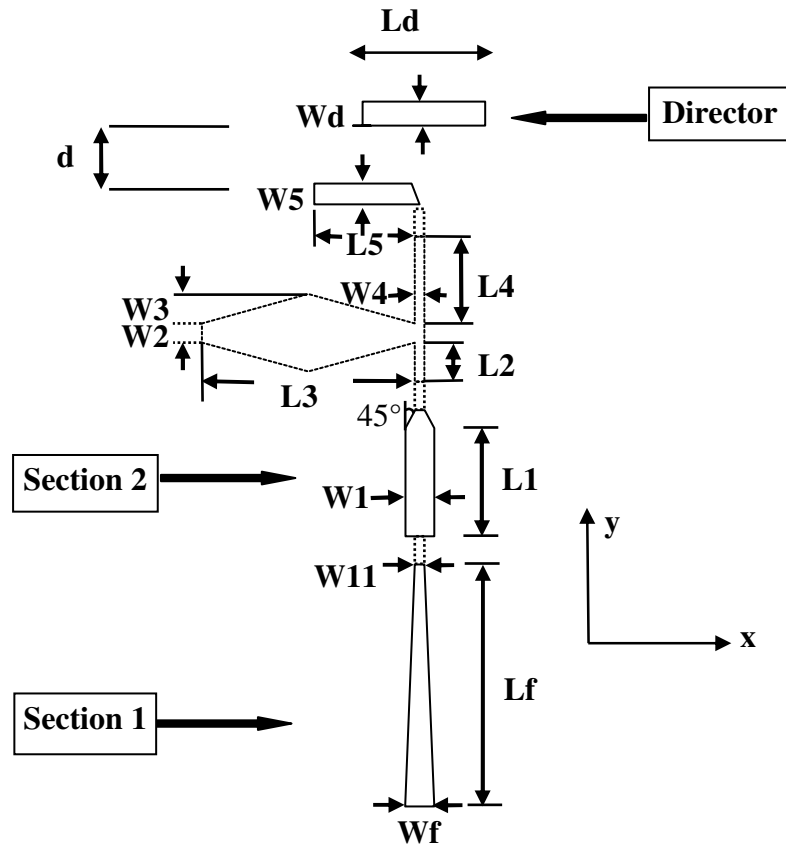 Ld
Wd
Director
d
W5
L5
W4
L4
W3
W2
L2
L3
45°
Section 2
L1
W1
y
W11
x
Lf
Section 1
Wf